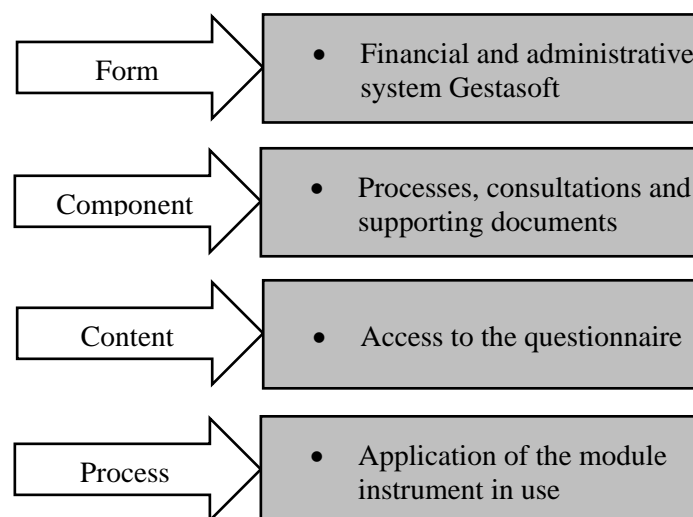 Form
• Financial and administrative
system Gestasoft
Component
• Processes, consultations and
supporting documents
Content
• Access to the questionnaire
Process
• Application of the module
instrument in use